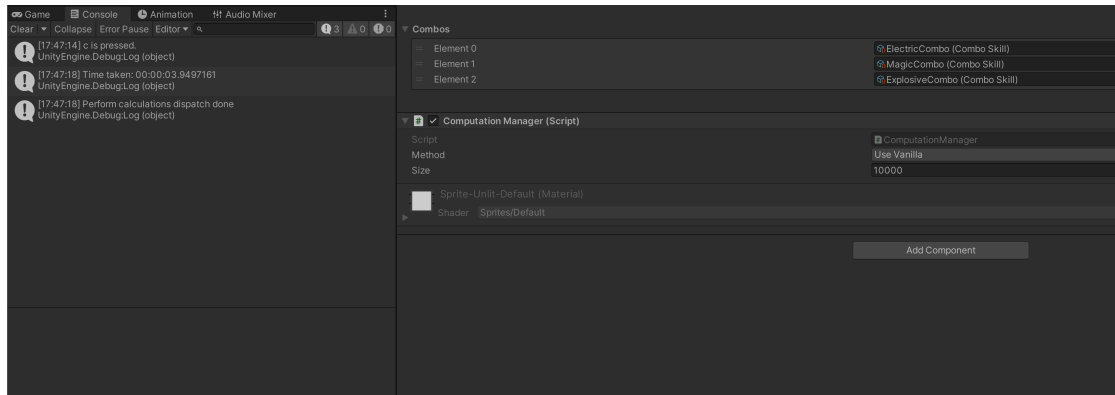 Game Console Animation Audio Mixer
Clear Collapse Error Pause Editor 3 0 0
[17:47:14] c is pressed.
UnityEngine.Debug:Log (object)
[17:47:18] Time taken: 00:00:03.9497161
UnityEngine.Debug:Log (object)
[17:47:18] Perform calculations dispatch done
UnityEngine.Debug:Log (object)
Combos
Element 0 ElectricCombo (Combo Skill)
Element 1 MagicCombo (Combo Skill)
Element 2 ExplosiveCombo (Combo Skill)
# Computation Manager (Script)
Script ComputationManager
Method Use Vanilla
Size 10000
Sprite-Unlit-Default (Material)
Shader Sprites/Default
Add Component